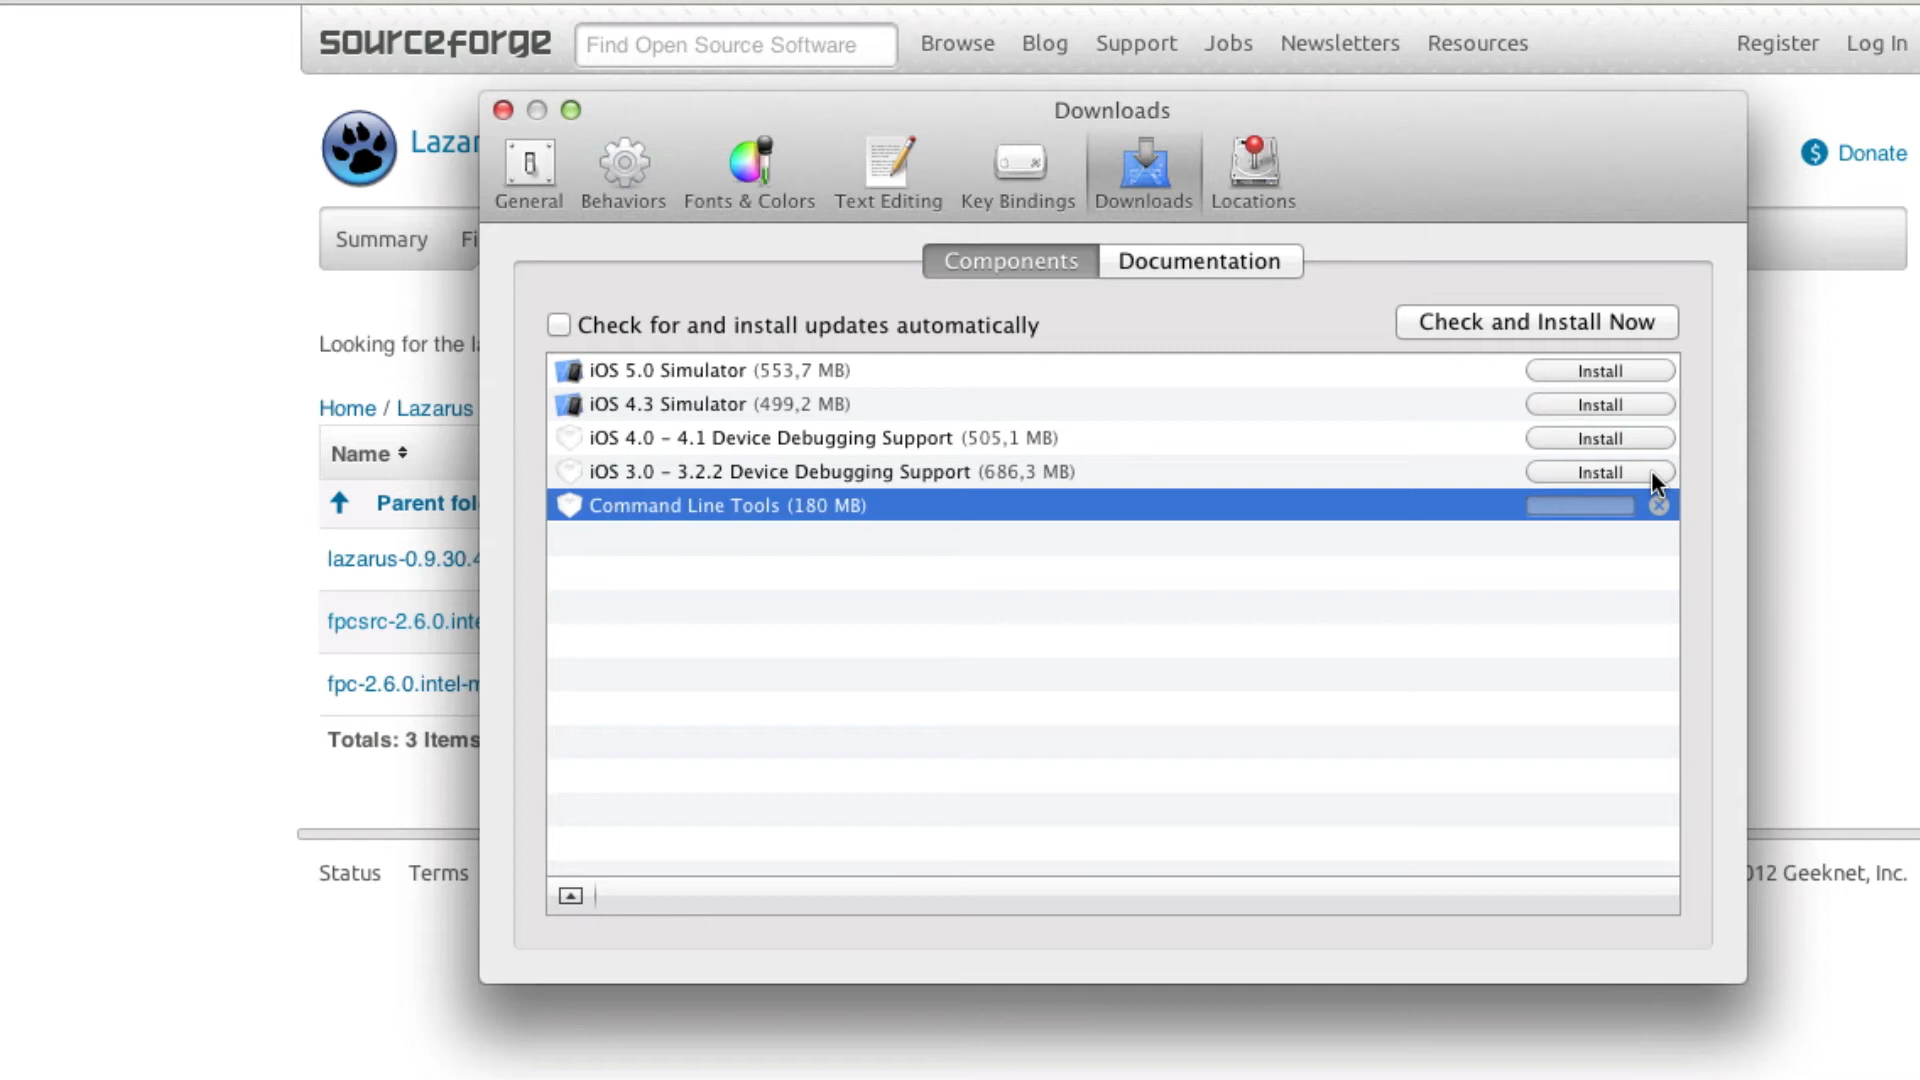 sourceforge
Find Open Source Software
Browse Blog Support Jobs Newsletters Resources Register Log In
Downloads
Donate
General Behaviors Fonts & Colors Text Editing Key Bindings Downloads Locations
Summary
Components Documentation
Check for and install updates automatically
Check and Install Now
Looking for the
iOS 5.0 Simulator (553,7 MB) Install
iOS 4.3 Simulator (499,2 MB) Install
iOS 4.0 – 4.1 Device Debugging Support (505,1 MB) Install
iOS 3.0 – 3.2.2 Device Debugging Support (686,3 MB) Install
Command Line Tools (180 MB)
Home / Lazarus
Name
Parent
lazarus-0.9.30.4
fpcsrc-2.6.0.inte
fpc-2.6.0.intel-m
Totals: 3 Items
Status Terms
012 Geeknet, Inc.